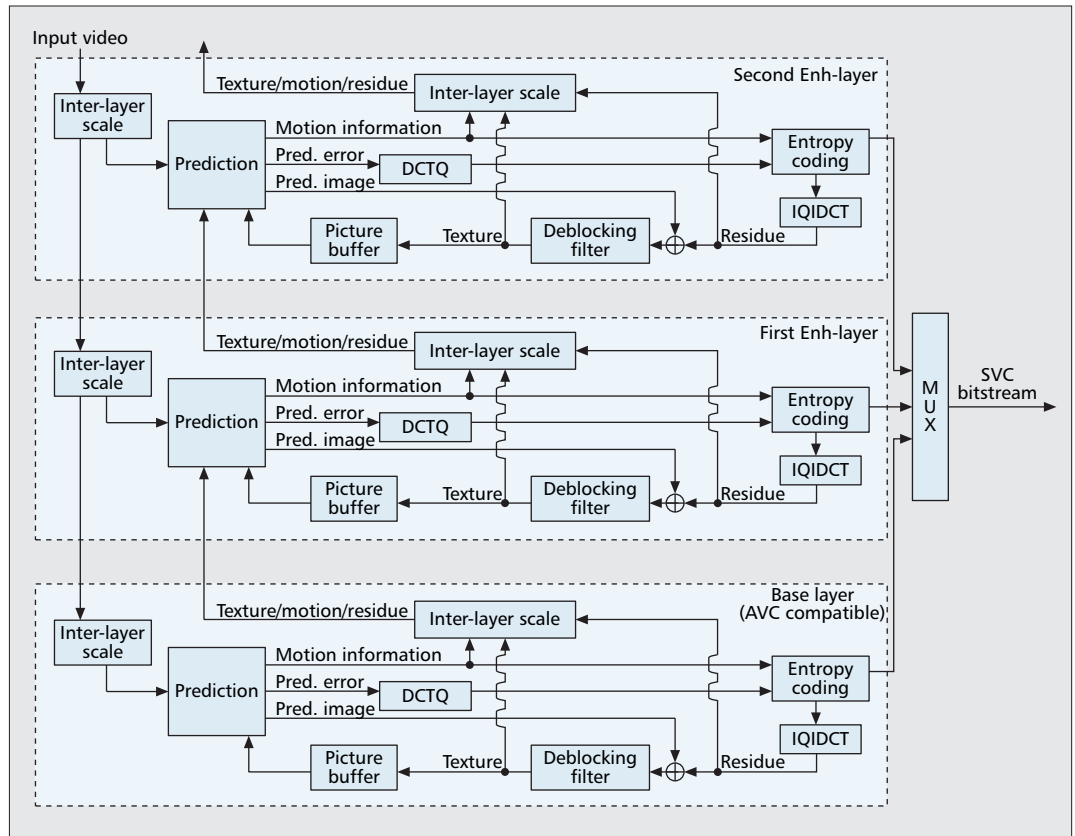 Input video
Second Enh-layer
Texture/motion/residue
Inter-layer scale
Inter-layer
scale
Motion information
Prediction
Pred. error
DCTQ
Pred. image
Entropy
coding
IQIDCT
Picture
buffer
Texture
Deblocking
filter
Residue
First Enh-layer
Texture/motion/residue
Inter-layer scale
Inter-layer
scale
Motion information
Prediction
Pred. error
DCTQ
Pred. image
Entropy
coding
IQIDCT
Picture
buffer
Texture
Deblocking
filter
Residue
M
U
X
SVC
bitstream
Base layer
(AVC compatible)
Texture/motion/residue
Inter-layer scale
Inter-layer
scale
Motion information
Prediction
Pred. error
DCTQ
Pred. image
Entropy
coding
IQIDCT
Picture
buffer
Texture
Deblocking
filter
Residue